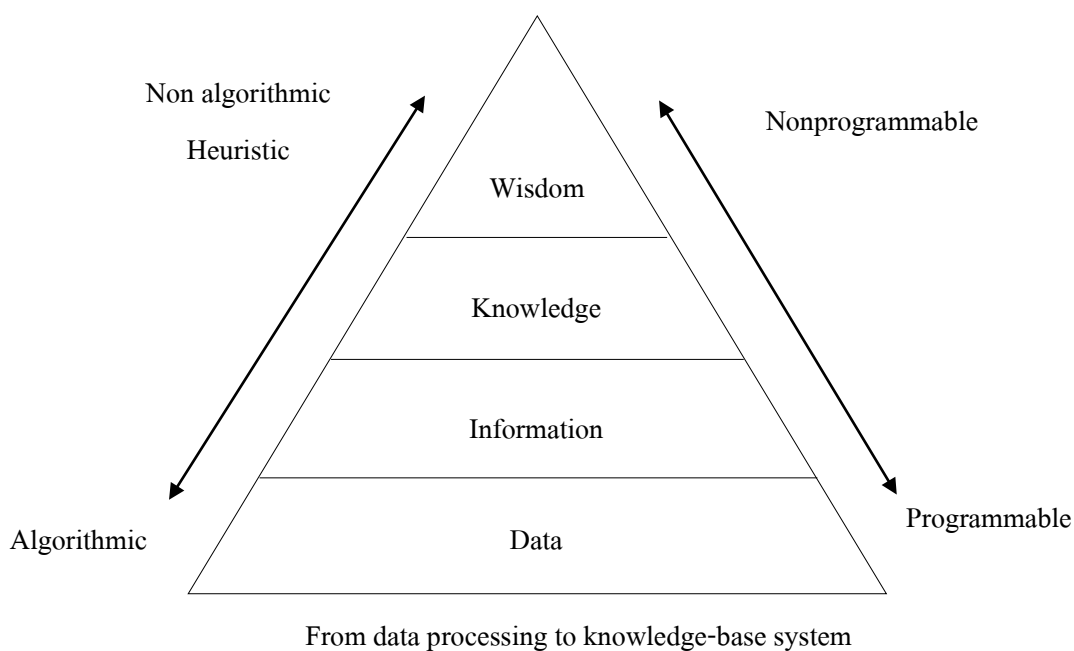 Non algorithmic
Heuristic
Nonprogrammable
Wisdom
Knowledge
Information
Algorithmic
Data
Programmable
From data processing to knowledge-base system